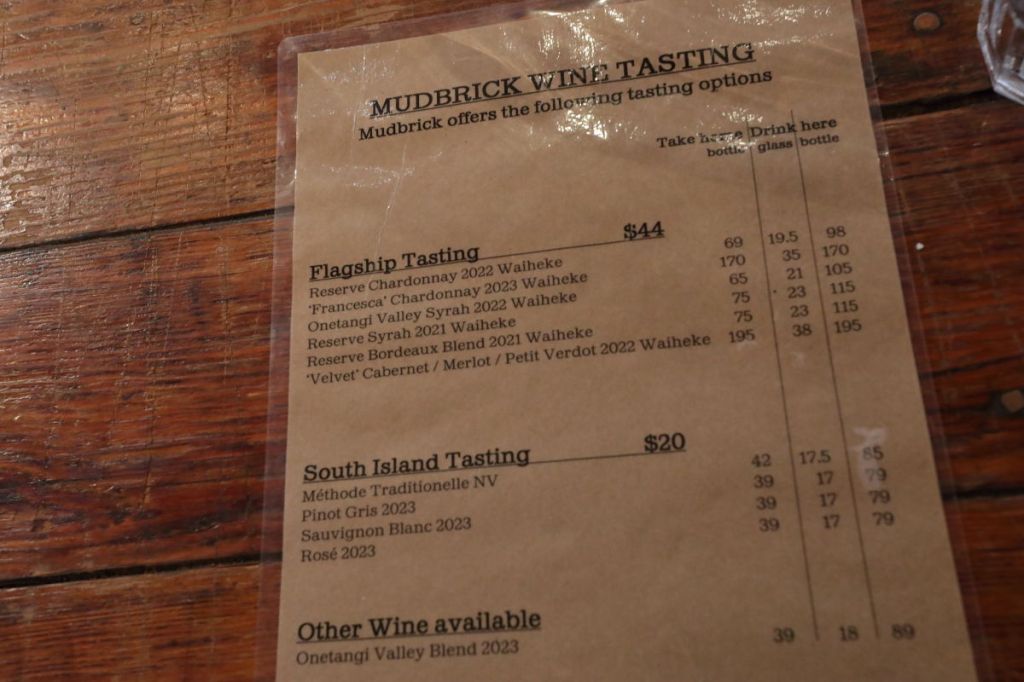 MUDBRICK WINE TASTING
Mudbrick offers the following tasting options
Take home Drink here
bottle glass bottle
Flagship Tasting $44
Reserve Chardonnay 2022 Waiheke 69 19.5 98
'Francesca' Chardonnay 2023 Waiheke 170 35 170
Onetangi Valley Syrah 2022 Waiheke 65 21 105
Reserve Syrah 2021 Waiheke 75 23 115
Reserve Bordeaux Blend 2021 Waiheke 75 23 115
'Velvet' Cabernet / Merlot / Petit Verdot 2022 Waiheke 195 38 195
South Island Tasting $20
Méthode Traditionelle NV 42 17.5 85
Pinot Gris 2023 39 17 79
Sauvignon Blanc 2023 39 17 79
Rosé 2023 39 17 79
Other Wine available
Onetangi Valley Blend 2023 39 18 89